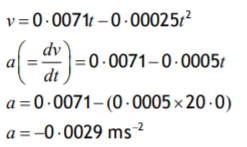 v = 0·0071t − 0·00025t²
a(= dv/dt) = 0·0071 − 0·0005t
a = 0·0071 − (0·0005 × 20·0)
a = −0·0029 ms⁻²